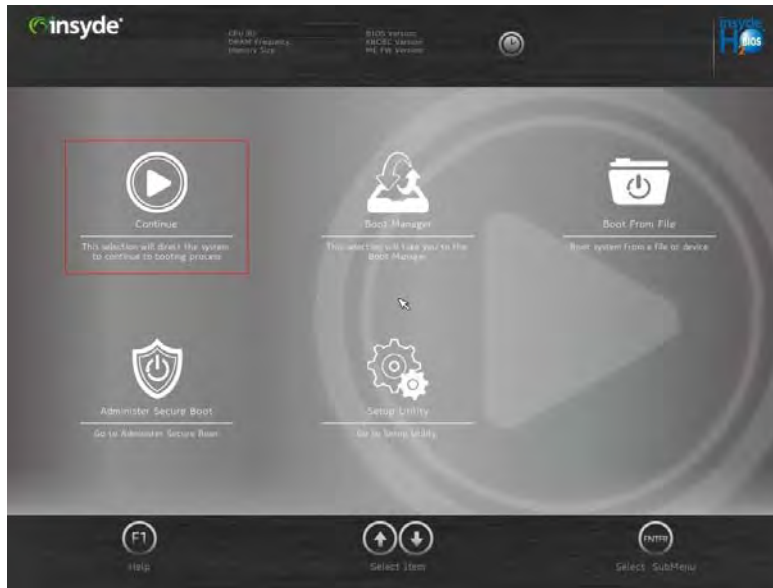 insyde
CPU ID:
DRAM Frequency
Memory Size
BIOS Version
KBC/EC Version
ME FW Version
insyde
H2O
BIOS
Continue
This selection will direct the system
to continue to booting process
Boot Manager
This selection will take you to the
Boot Manager
Boot From File
Boot system from a file or device
Administer Secure Boot
Go to Administer Secure Boot
Setup Utility
Go to Setup Utility
F1
Help
Select Item
ENTER
Select SubMenu